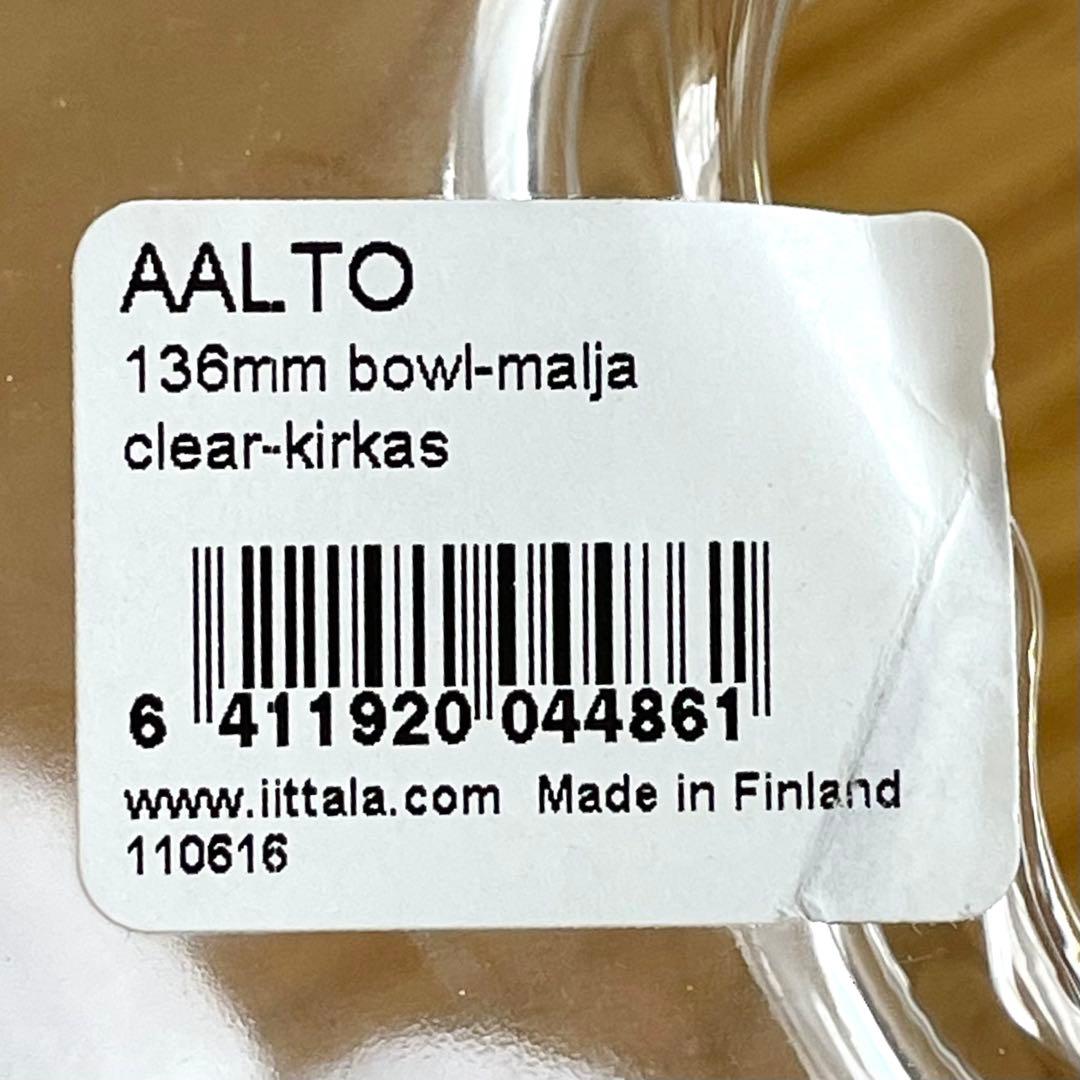 AALTO
136mm bowl-malja
clear-kirkas
6 411920 044861
www.iittala.com Made in Finland
110616